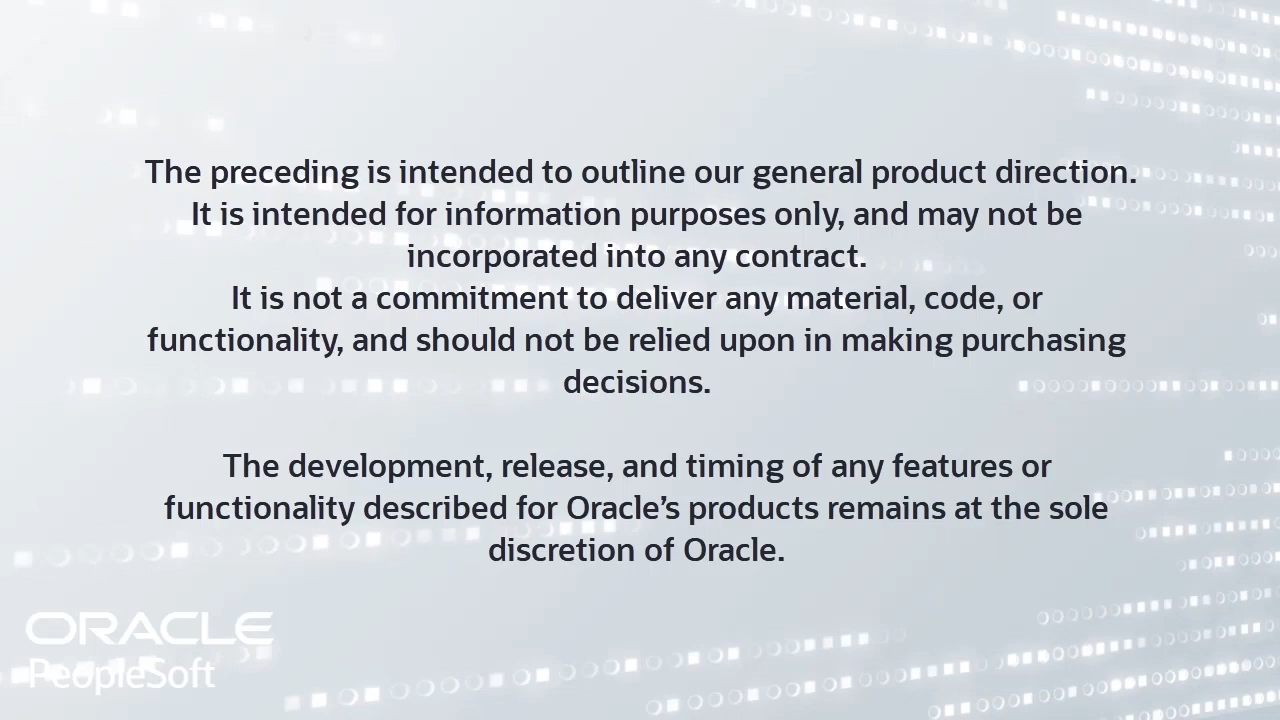 The preceding is intended to outline our general product direction.
It is intended for information purposes only, and may not be
incorporated into any contract.
It is not a commitment to deliver any material, code, or
functionality, and should not be relied upon in making purchasing
decisions.
The development, release, and timing of any features or
functionality described for Oracle’s products remains at the sole
discretion of Oracle.
ORACLE
PeopleSoft